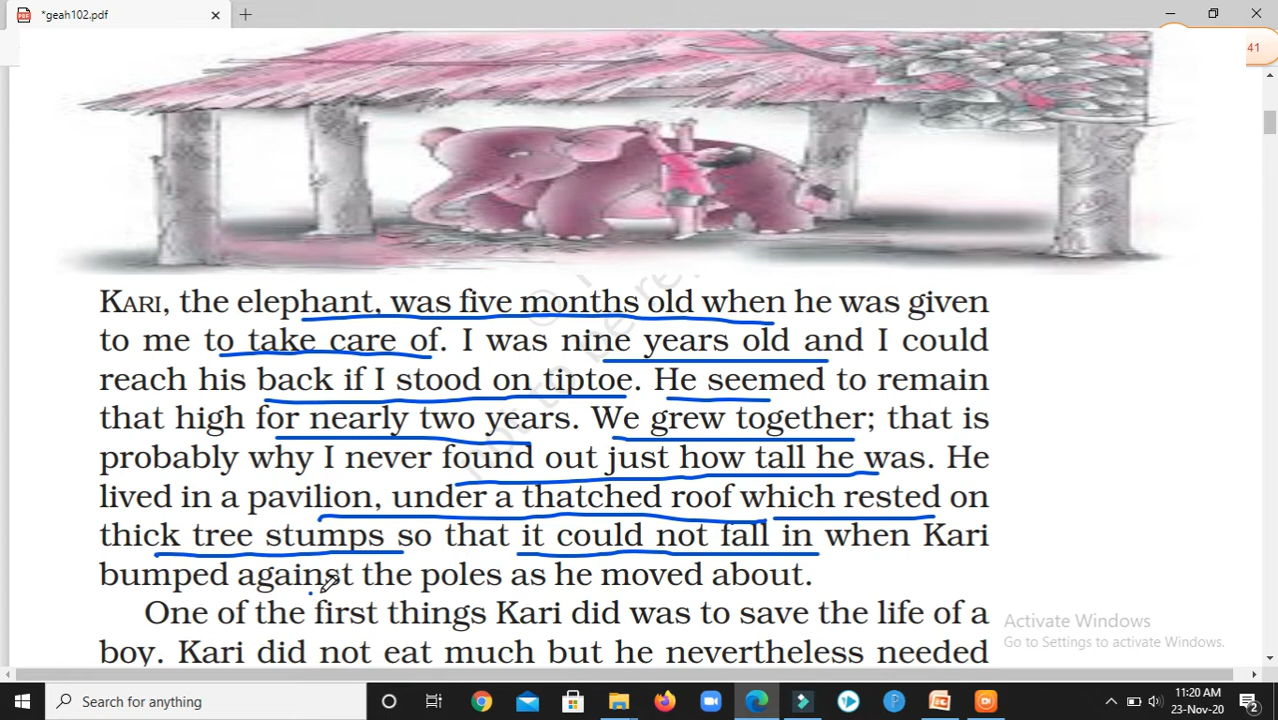 *geah102.pdf
41
KARI, the elephant, was five months old when he was given
to me to take care of. I was nine years old and I could
reach his back if I stood on tiptoe. He seemed to remain
that high for nearly two years. We grew together; that is
probably why I never found out just how tall he was. He
lived in a pavilion, under a thatched roof which rested on
thick tree stumps so that it could not fall in when Kari
bumped against the poles as he moved about.
One of the first things Kari did was to save the life of a
boy. Kari did not eat much but he nevertheless needed
not to be re
Activate Windows
Go to Settings to activate Windows.
Search for anything
11:20 AM
23-Nov-20
2